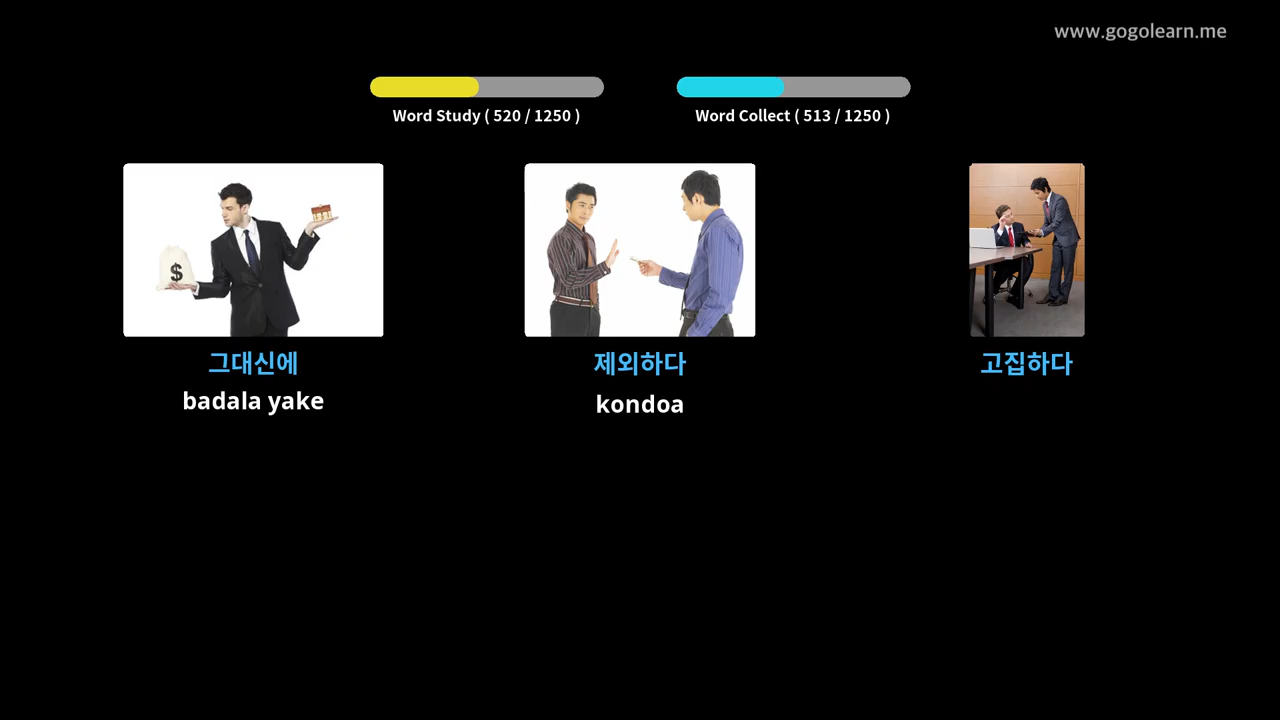 www.gogolearn.me
Word Study ( 520 / 1250 )
Word Collect ( 513 / 1250 )
$
그대신에
badala yake
제외하다
kondoa
고집하다